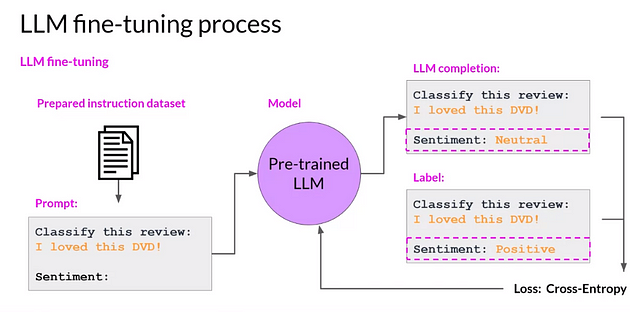 LLM fine-tuning process
LLM fine-tuning
Prepared instruction dataset
Prompt:
Classify this review:
I loved this DVD!
Sentiment:
Model
Pre-trained
LLM
LLM completion:
Classify this review:
I loved this DVD!
Sentiment: Neutral
Label:
Classify this review:
I loved this DVD!
Sentiment: Positive
Loss: Cross-Entropy